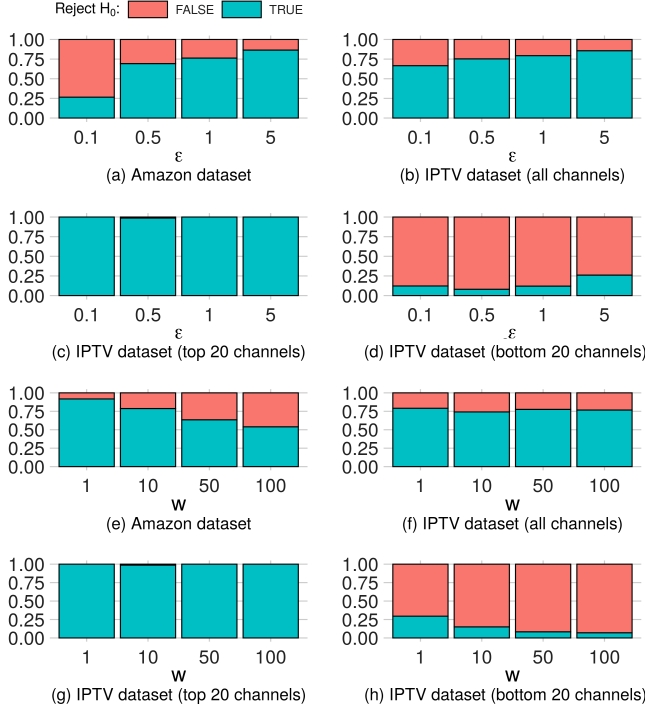 Reject H₀: FALSE TRUE
1.00
0.75
0.50
0.25
0.00
0.1 0.5 1 5
ε
(a) Amazon dataset
1.00
0.75
0.50
0.25
0.00
0.1 0.5 1 5
ε
(b) IPTV dataset (all channels)
1.00
0.75
0.50
0.25
0.00
0.1 0.5 1 5
ε
(c) IPTV dataset (top 20 channels)
1.00
0.75
0.50
0.25
0.00
0.1 0.5 1 5
ε
(d) IPTV dataset (bottom 20 channels)
1.00
0.75
0.50
0.25
0.00
1 10 50 100
w
(e) Amazon dataset
1.00
0.75
0.50
0.25
0.00
1 10 50 100
w
(f) IPTV dataset (all channels)
1.00
0.75
0.50
0.25
0.00
1 10 50 100
w
(g) IPTV dataset (top 20 channels)
1.00
0.75
0.50
0.25
0.00
1 10 50 100
w
(h) IPTV dataset (bottom 20 channels)